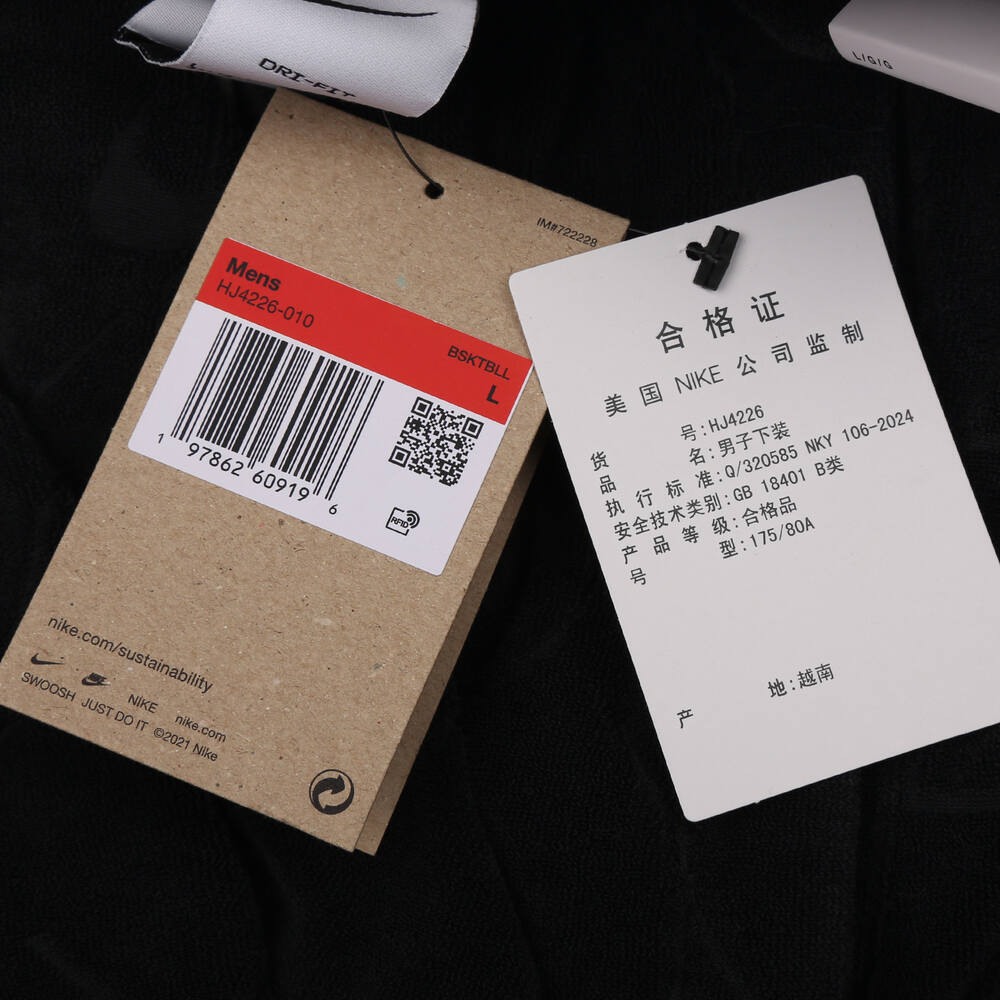 DRI-FIT
L/G/G
IM#722228
Mens
HJ4226-010
BSKTBLL
L
1 97862 60919 6
RFID
nike.com/sustainability
SWOOSH JUST DO IT NIKE nike.com
©2021 Nike
合格证
美国NIKE公司监制
货号:HJ4226
品名:男子下装
执行标准:Q/320585 NKY 106-2024
安全技术类别:GB 18401 B类
产品等级:合格品
号型:175/80A
产地:越南